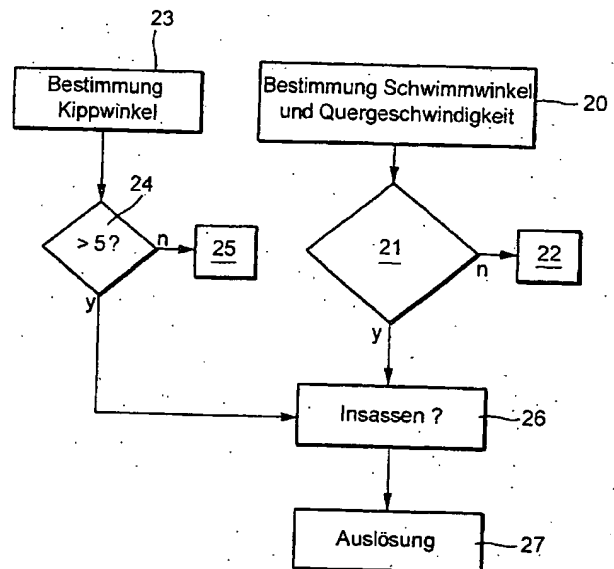 23
Bestimmung
Kippwinkel
Bestimmung Schwimmwinkel
und Quergeschwindigkeit
20
24
> 5?
n
25
y
21
n
22
y
Insassen ?
26
Auslösung
27